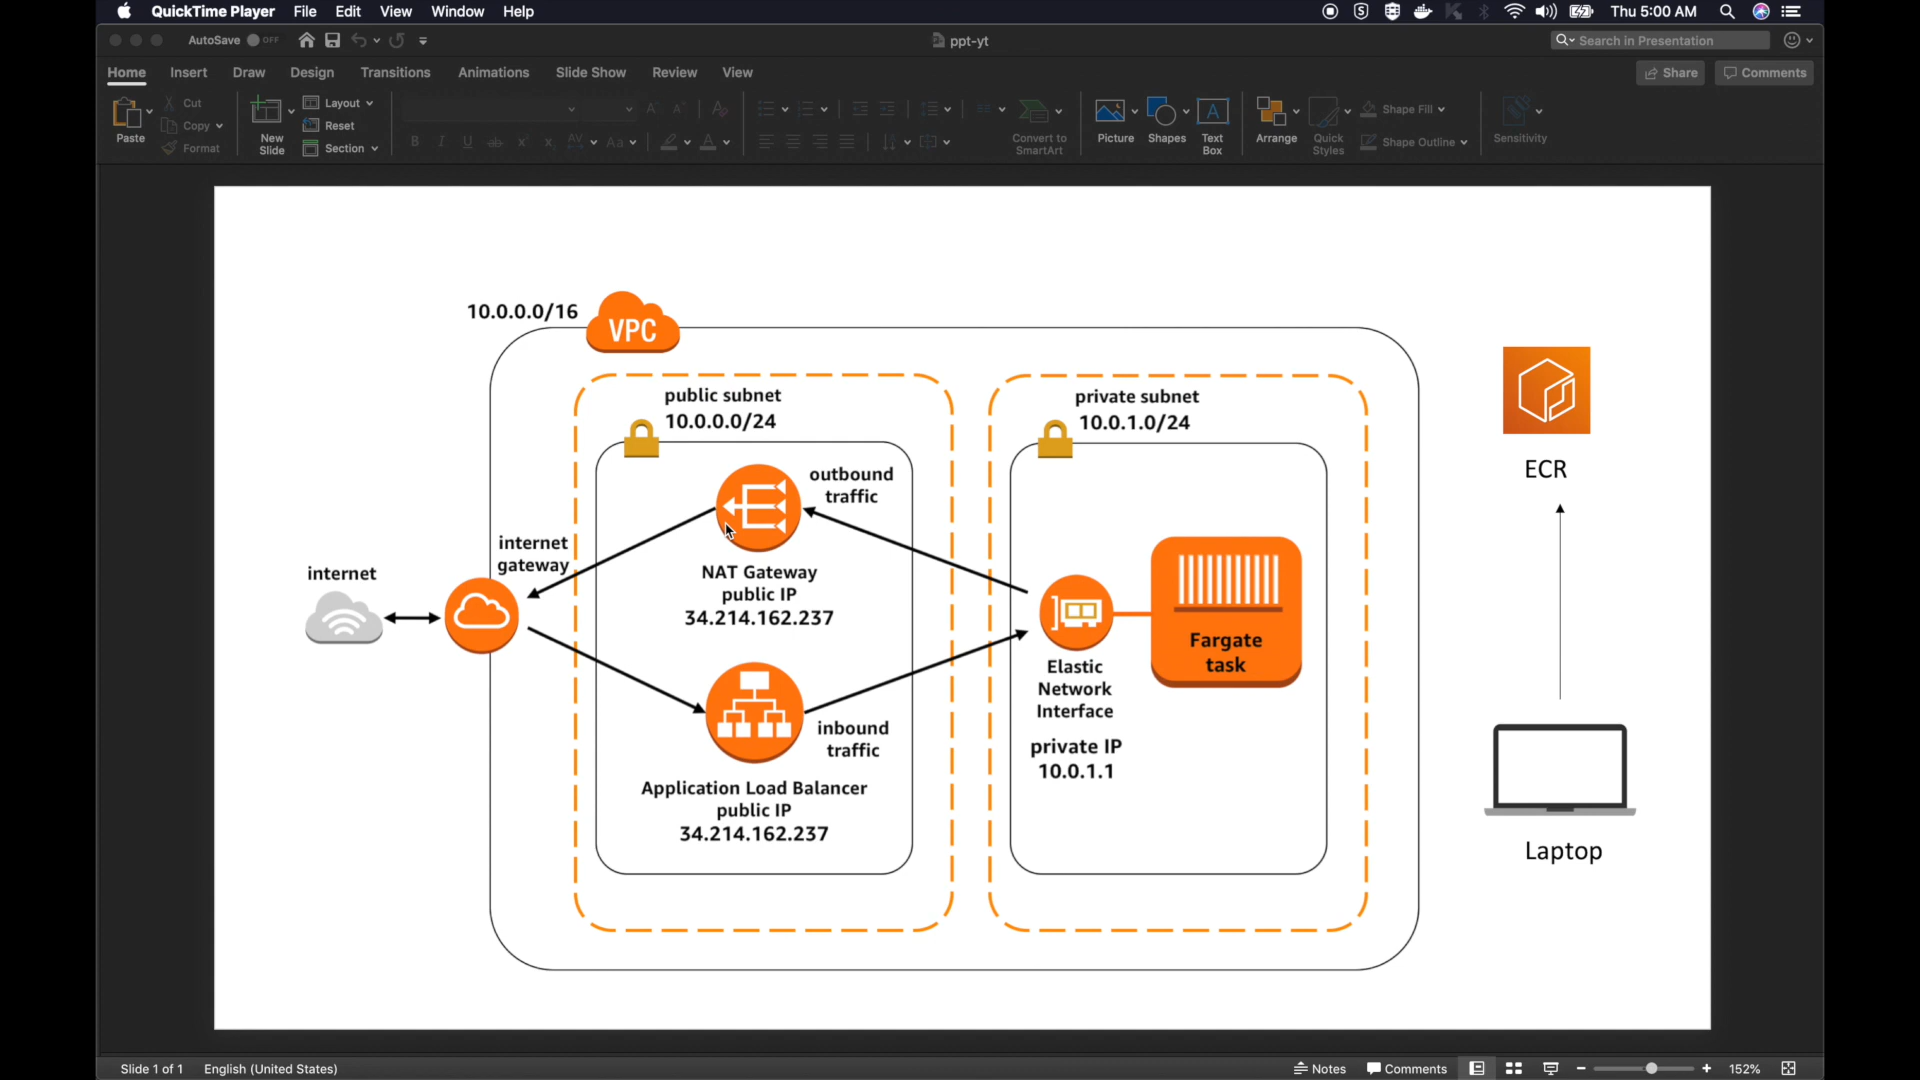 QuickTime Player File Edit View Window Help
Thu 5:00 AM
AutoSave OFF
ppt-yt
Search in Presentation
Home Insert Draw Design Transitions Animations Slide Show Review View
Share Comments
Paste
Cut
Copy
Format
New
Slide
Layout
Reset
Section
Convert to
SmartArt
Picture
Shapes
Text
Box
Arrange
Quick
Styles
Shape Fill
Shape Outline
Sensitivity
10.0.0.0/16
VPC
public subnet
10.0.0.0/24
private subnet
10.0.1.0/24
outbound
traffic
internet
gateway
internet
NAT Gateway
public IP
34.214.162.237
inbound
traffic
Application Load Balancer
public IP
34.214.162.237
Elastic
Network
Interface
private IP
10.0.1.1
Fargate
task
ECR
Laptop
Slide 1 of 1 English (United States)
Notes Comments 152%